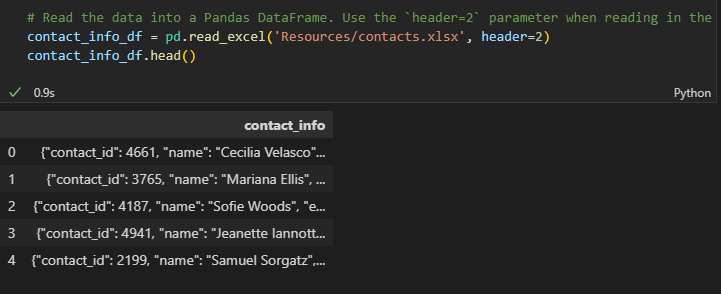 # Read the data into a Pandas DataFrame. Use the `header=2` parameter when reading in the
contact_info_df = pd.read_excel('Resources/contacts.xlsx', header=2)
contact_info_df.head()
0.9s
Python
contact_info
0 {"contact_id": 4661, "name": "Cecilia Velasco"...
1 {"contact_id": 3765, "name": "Mariana Ellis", ...
2 {"contact_id": 4187, "name": "Sofie Woods", "e...
3 {"contact_id": 4941, "name": "Jeanette Iannott...
4 {"contact_id": 2199, "name": "Samuel Sorgatz",...